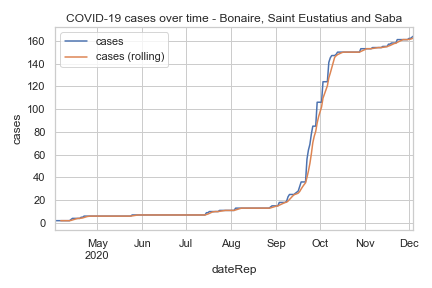 COVID-19 cases over time - Bonaire, Saint Eustatius and Saba
cases
cases (rolling)
160
140
120
100
80
60
40
20
0
cases
May Jun Jul Aug Sep Oct Nov Dec
2020
dateRep